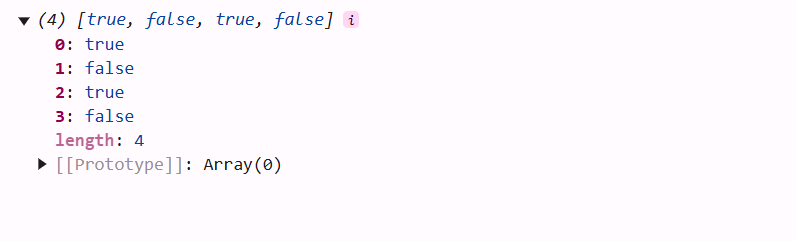 ▼ (4) [true, false, true, false] i
0: true
1: false
2: true
3: false
length: 4
▶ [[Prototype]]: Array(0)